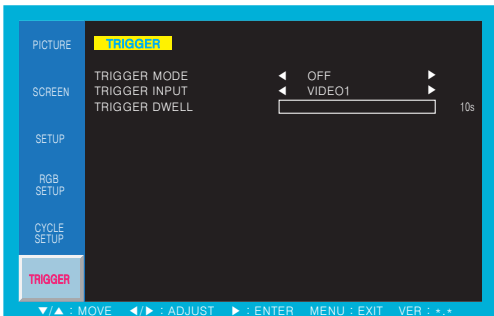 PICTURE
SCREEN
SETUP
RGB
SETUP
CYCLE
SETUP
TRIGGER
TRIGGER
TRIGGER MODE ◀ OFF ▶
TRIGGER INPUT ◀ VIDEO1 ▶
TRIGGER DWELL 10s
▼/▲ : MOVE ◀/▶ : ADJUST ▶ : ENTER MENU : EXIT VER : *.*